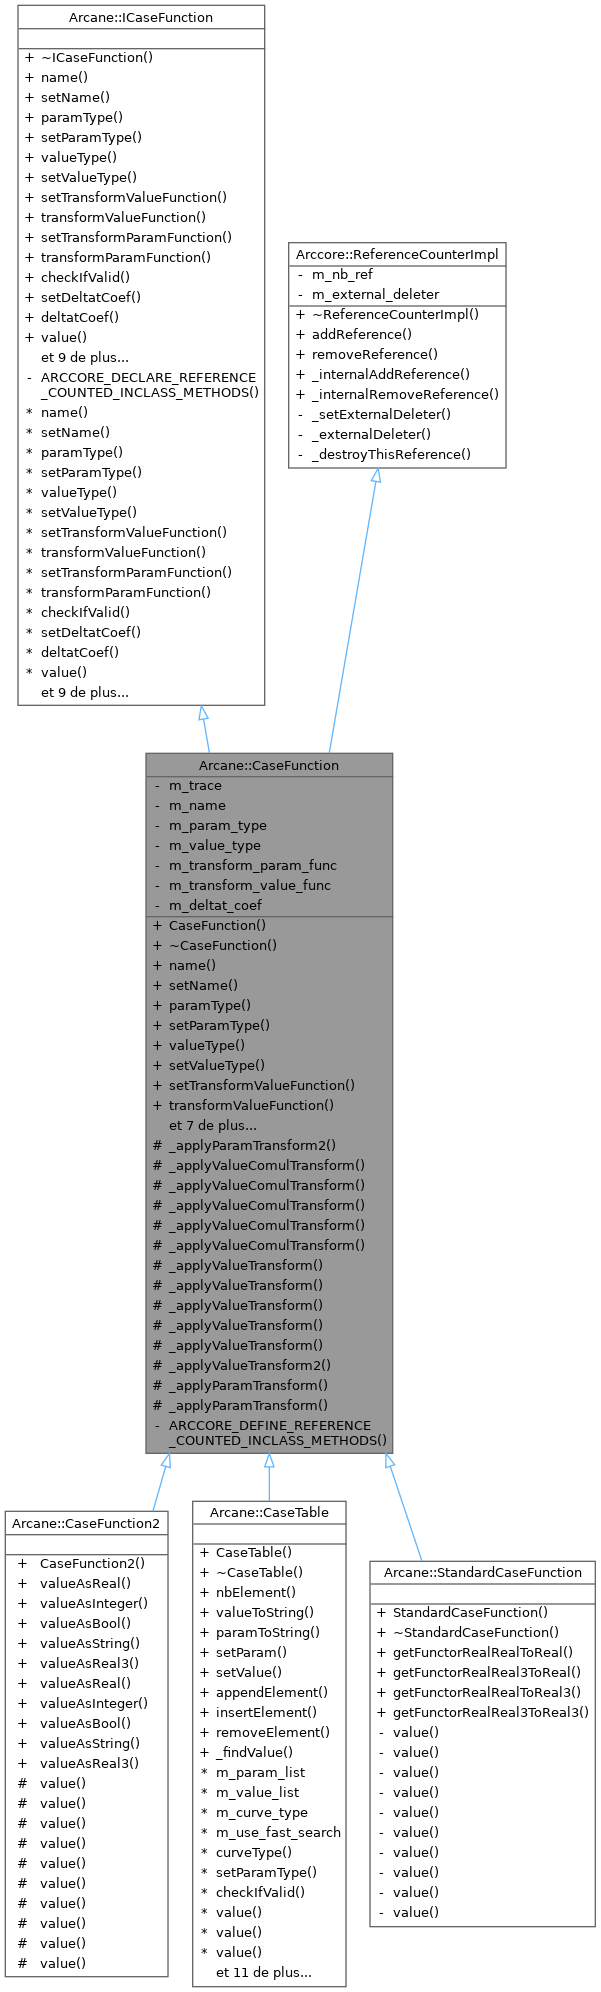 Arcane::ICaseFunction
+ ~ICaseFunction()
+ name()
+ setName()
+ paramType()
+ setParamType()
+ valueType()
+ setValueType()
+ setTransformValueFunction()
+ transformValueFunction()
+ setTransformParamFunction()
+ transformParamFunction()
+ checkIfValid()
+ setDeltatCoef()
+ deltatCoef()
+ value()
et 9 de plus...
- ARCCORE_DECLARE_REFERENCE
_COUNTED_INCLASS_METHODS()
* name()
* setName()
* paramType()
* setParamType()
* valueType()
* setValueType()
* setTransformValueFunction()
* transformValueFunction()
* setTransformParamFunction()
* transformParamFunction()
* checkIfValid()
* setDeltatCoef()
* deltatCoef()
* value()
et 9 de plus...
Arccore::ReferenceCounterImpl
- m_nb_ref
- m_external_deleter
+ ~ReferenceCounterImpl()
+ addReference()
+ removeReference()
+ _internalAddReference()
+ _internalRemoveReference()
- _setExternalDeleter()
- _externalDeleter()
- _destroyThisReference()
Arcane::CaseFunction
- m_trace
- m_name
- m_param_type
- m_value_type
- m_transform_param_func
- m_transform_value_func
- m_deltat_coef
+ CaseFunction()
+ ~CaseFunction()
+ name()
+ setName()
+ paramType()
+ setParamType()
+ valueType()
+ setValueType()
+ setTransformValueFunction()
+ transformValueFunction()
et 7 de plus...
# _applyParamTransform2()
# _applyValueComulTransform()
# _applyValueComulTransform()
# _applyValueComulTransform()
# _applyValueComulTransform()
# _applyValueComulTransform()
# _applyValueTransform()
# _applyValueTransform()
# _applyValueTransform()
# _applyValueTransform()
# _applyValueTransform()
# _applyValueTransform2()
# _applyParamTransform()
# _applyParamTransform()
- ARCCORE_DEFINE_REFERENCE
_COUNTED_INCLASS_METHODS()
Arcane::CaseFunction2
+ CaseFunction2()
+ valueAsReal()
+ valueAsInteger()
+ valueAsBool()
+ valueAsString()
+ valueAsReal3()
+ valueAsReal()
+ valueAsInteger()
+ valueAsBool()
+ valueAsString()
+ valueAsReal3()
# value()
# value()
# value()
# value()
# value()
# value()
# value()
# value()
# value()
# value()
Arcane::CaseTable
+ CaseTable()
+ ~CaseTable()
+ nbElement()
+ valueToString()
+ paramToString()
+ setParam()
+ setValue()
+ appendElement()
+ insertElement()
+ removeElement()
+ _findValue()
* m_param_list
* m_value_list
* m_curve_type
* m_use_fast_search
* curveType()
* setParamType()
* checkIfValid()
* value()
* value()
* value()
et 11 de plus...
Arcane::StandardCaseFunction
+ StandardCaseFunction()
+ ~StandardCaseFunction()
+ getFunctorRealRealToReal()
+ getFunctorRealReal3ToReal()
+ getFunctorRealRealToReal3()
+ getFunctorRealReal3ToReal3()
- value()
- value()
- value()
- value()
- value()
- value()
- value()
- value()
- value()
- value()